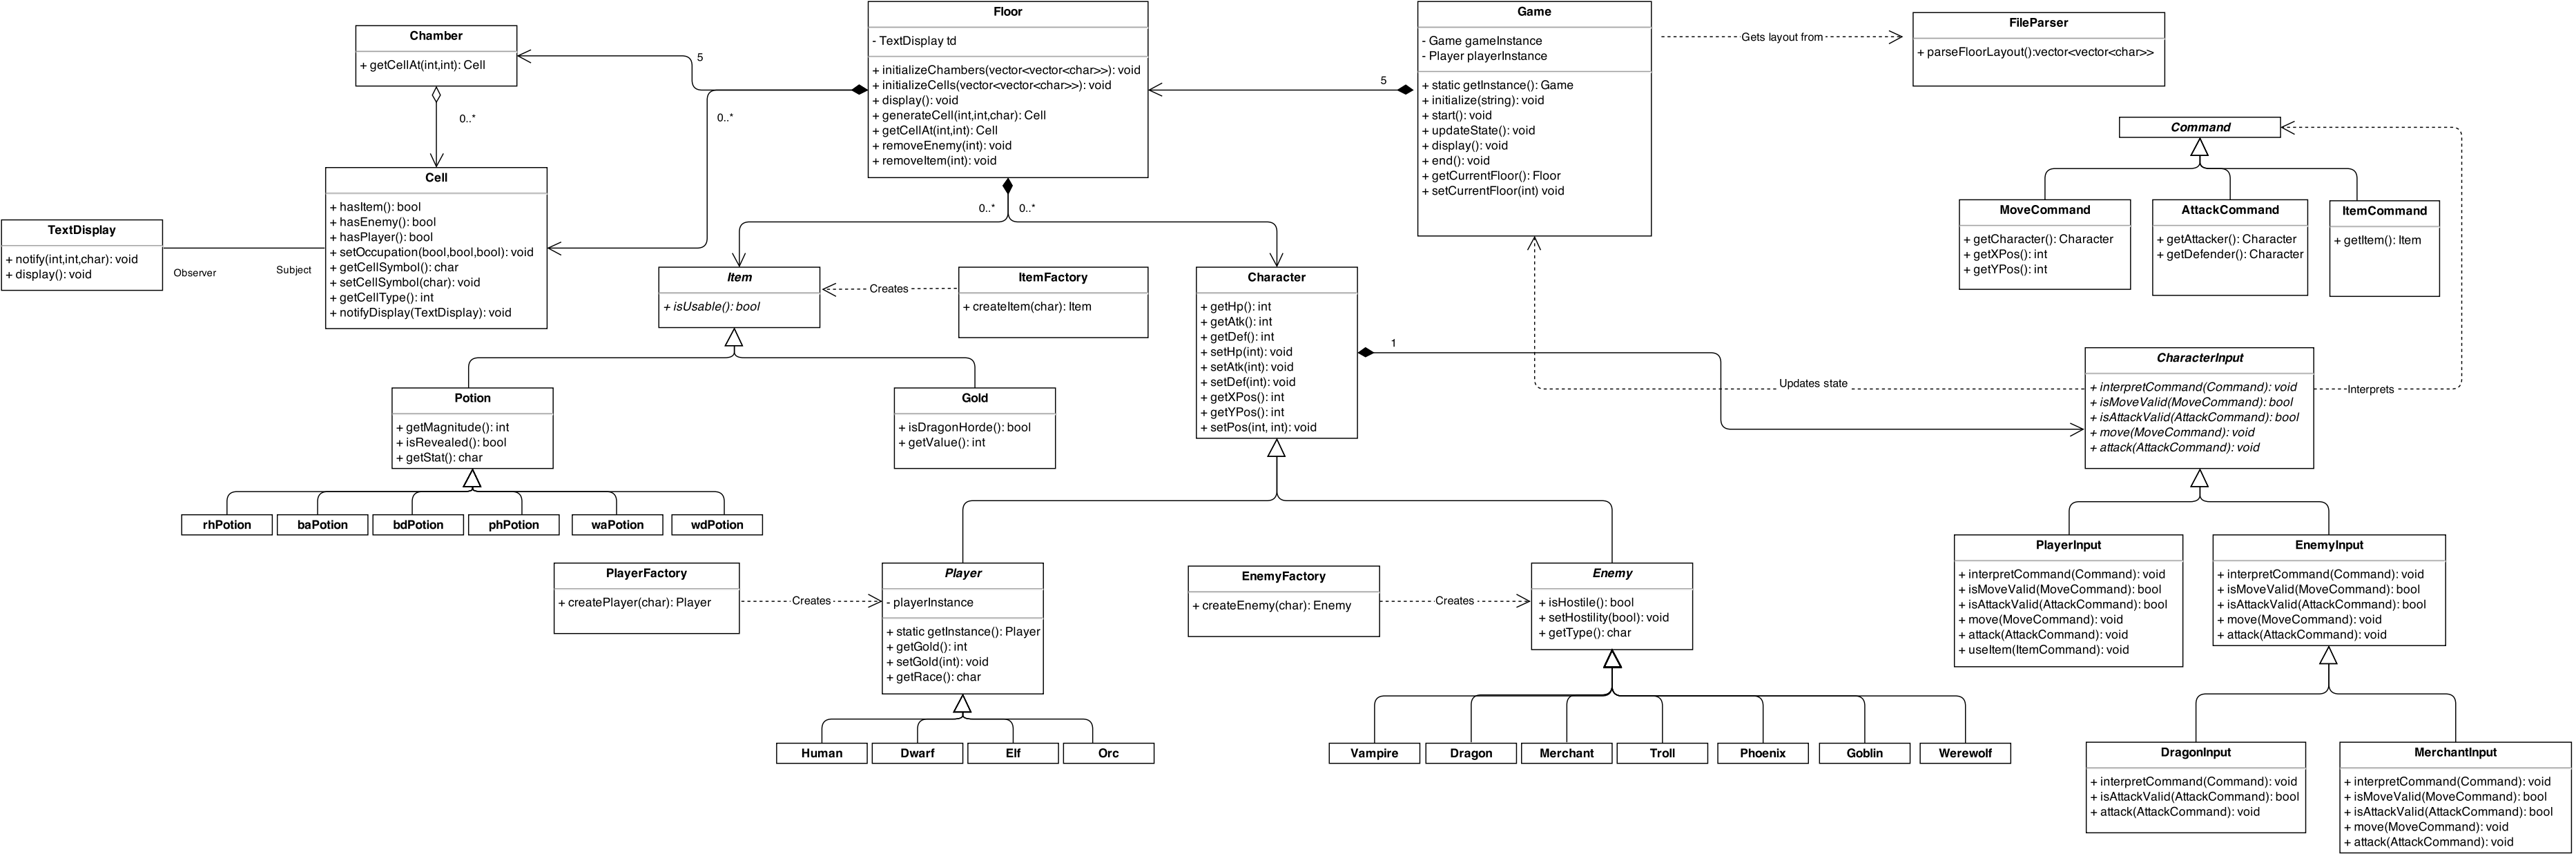 Chamber
+ getCellAt(int,int): Cell
5
0..*
0..*
Floor
- TextDisplay td
+ initializeChambers(vector<vector<char>>): void
+ initializeCells(vector<vector<char>>): void
+ display(): void
+ generateCell(int,int,char): Cell
+ getCellAt(int,int): Cell
+ removeEnemy(int): void
+ removeItem(int): void
5
Game
- Game gameInstance
- Player playerInstance
+ static getInstance(): Game
+ initialize(string): void
+ start(): void
+ updateState(): void
+ display(): void
+ end(): void
+ getCurrentFloor(): Floor
+ setCurrentFloor(int) void
Gets layout from
FileParser
+ parseFloorLayout():vector<vector<char>>
Command
MoveCommand
+ getCharacter(): Character
+ getXPos(): int
+ getYPos(): int
AttackCommand
+ getAttacker(): Character
+ getDefender(): Character
ItemCommand
+ getItem(): Item
TextDisplay
+ notify(int,int,char): void
+ display(): void
Observer
Subject
Cell
+ hasItem(): bool
+ hasEnemy(): bool
+ hasPlayer(): bool
+ setOccupation(bool,bool,bool): void
+ getCellSymbol(): char
+ setCellSymbol(char): void
+ getCellType(): int
+ notifyDisplay(TextDisplay): void
0..*
0..*
Item
+ isUsable(): bool
Creates
ItemFactory
+ createItem(char): Item
Character
+ getHp(): int
+ getAtk(): int
+ getDef(): int
+ setHp(int): void
+ setAtk(int): void
+ setDef(int): void
+ getXPos(): int
+ getYPos(): int
+ setPos(int, int): void
1
Updates state
CharacterInput
+ interpretCommand(Command): void
+ isMoveValid(MoveCommand): bool
+ isAttackValid(AttackCommand): bool
+ move(MoveCommand): void
+ attack(AttackCommand): void
Interprets
Potion
+ getMagnitude(): int
+ isRevealed(): bool
+ getStat(): char
Gold
+ isDragonHorde(): bool
+ getValue(): int
rhPotion
baPotion
bdPotion
phPotion
waPotion
wdPotion
PlayerFactory
+ createPlayer(char): Player
Creates
Player
- playerInstance
+ static getInstance(): Player
+ getGold(): int
+ setGold(int): void
+ getRace(): char
EnemyFactory
+ createEnemy(char): Enemy
Creates
Enemy
+ isHostile(): bool
+ setHostility(bool): void
+ getType(): char
PlayerInput
+ interpretCommand(Command): void
+ isMoveValid(MoveCommand): bool
+ isAttackValid(AttackCommand): bool
+ move(MoveCommand): void
+ attack(AttackCommand): void
+ useItem(ItemCommand): void
EnemyInput
+ interpretCommand(Command): void
+ isMoveValid(MoveCommand): bool
+ isAttackValid(AttackCommand): bool
+ move(MoveCommand): void
+ attack(AttackCommand): void
Human
Dwarf
Elf
Orc
Vampire
Dragon
Merchant
Troll
Phoenix
Goblin
Werewolf
DragonInput
+ interpretCommand(Command): void
+ isAttackValid(AttackCommand): bool
+ attack(AttackCommand): void
MerchantInput
+ interpretCommand(Command): void
+ isMoveValid(MoveCommand): bool
+ isAttackValid(AttackCommand): bool
+ move(MoveCommand): void
+ attack(AttackCommand): void